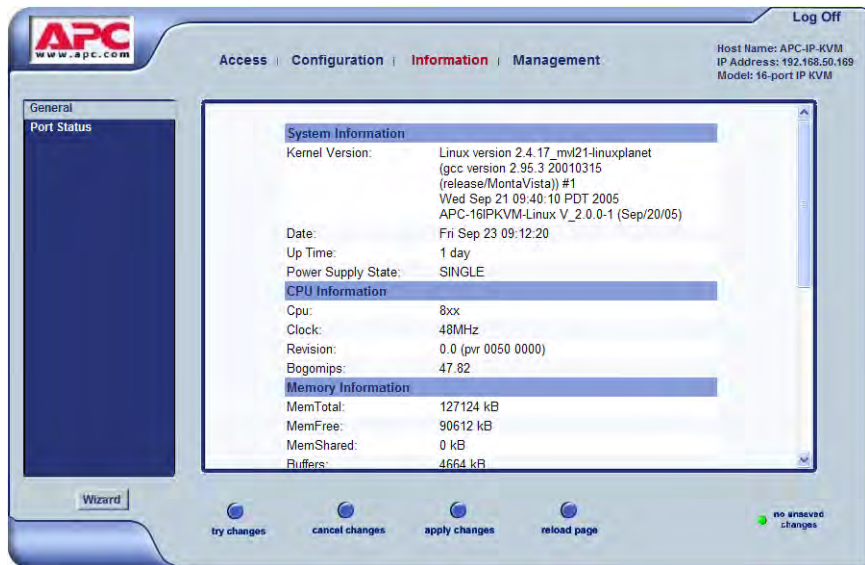 Log Off
APC
www.apc.com
Access | Configuration | Information | Management
Host Name: APC-IP-KVM
IP Address: 192.168.50.169
Model: 16-port IP KVM
General
Port Status
System Information
Kernel Version: Linux version 2.4.17_mvl21-linuxplanet
(gcc version 2.95.3 20010315
(release/MontaVista)) #1
Wed Sep 21 09:40:10 PDT 2005
APC-16IPKVM-Linux V_2.0.0-1 (Sep/20/05)
Date: Fri Sep 23 09:12:20
Up Time: 1 day
Power Supply State: SINGLE
CPU Information
Cpu: 8xx
Clock: 48MHz
Revision: 0.0 (pvr 0050 0000)
Bogomips: 47.82
Memory Information
MemTotal: 127124 kB
MemFree: 90612 kB
MemShared: 0 kB
Buffers: 4664 kB
Wizard
try changes
cancel changes
apply changes
reload page
no unsaved
changes